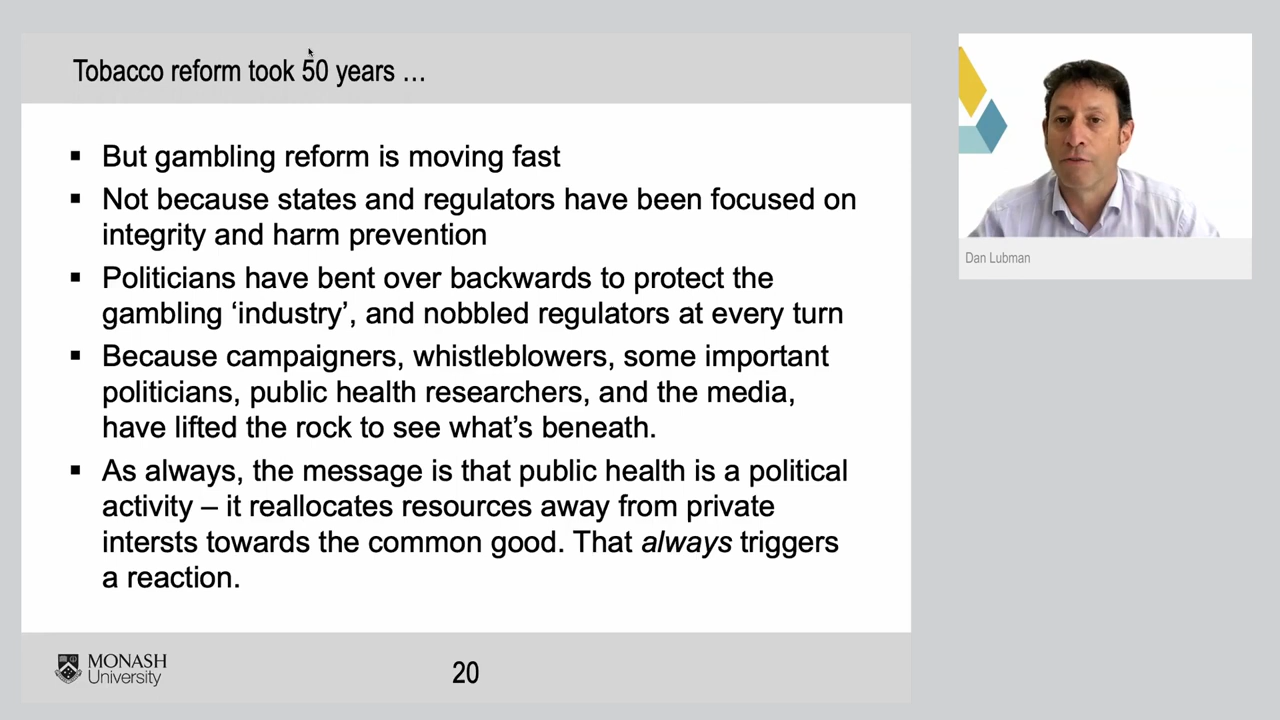 Tobacco reform took 50 years …
▪ But gambling reform is moving fast
▪ Not because states and regulators have been focused on
integrity and harm prevention
▪ Politicians have bent over backwards to protect the
gambling ‘industry’, and nobbled regulators at every turn
▪ Because campaigners, whistleblowers, some important
politicians, public health researchers, and the media,
have lifted the rock to see what’s beneath.
▪ As always, the message is that public health is a political
activity – it reallocates resources away from private
intersts towards the common good. That always triggers
a reaction.
MONASH
University
20
Dan Lubman